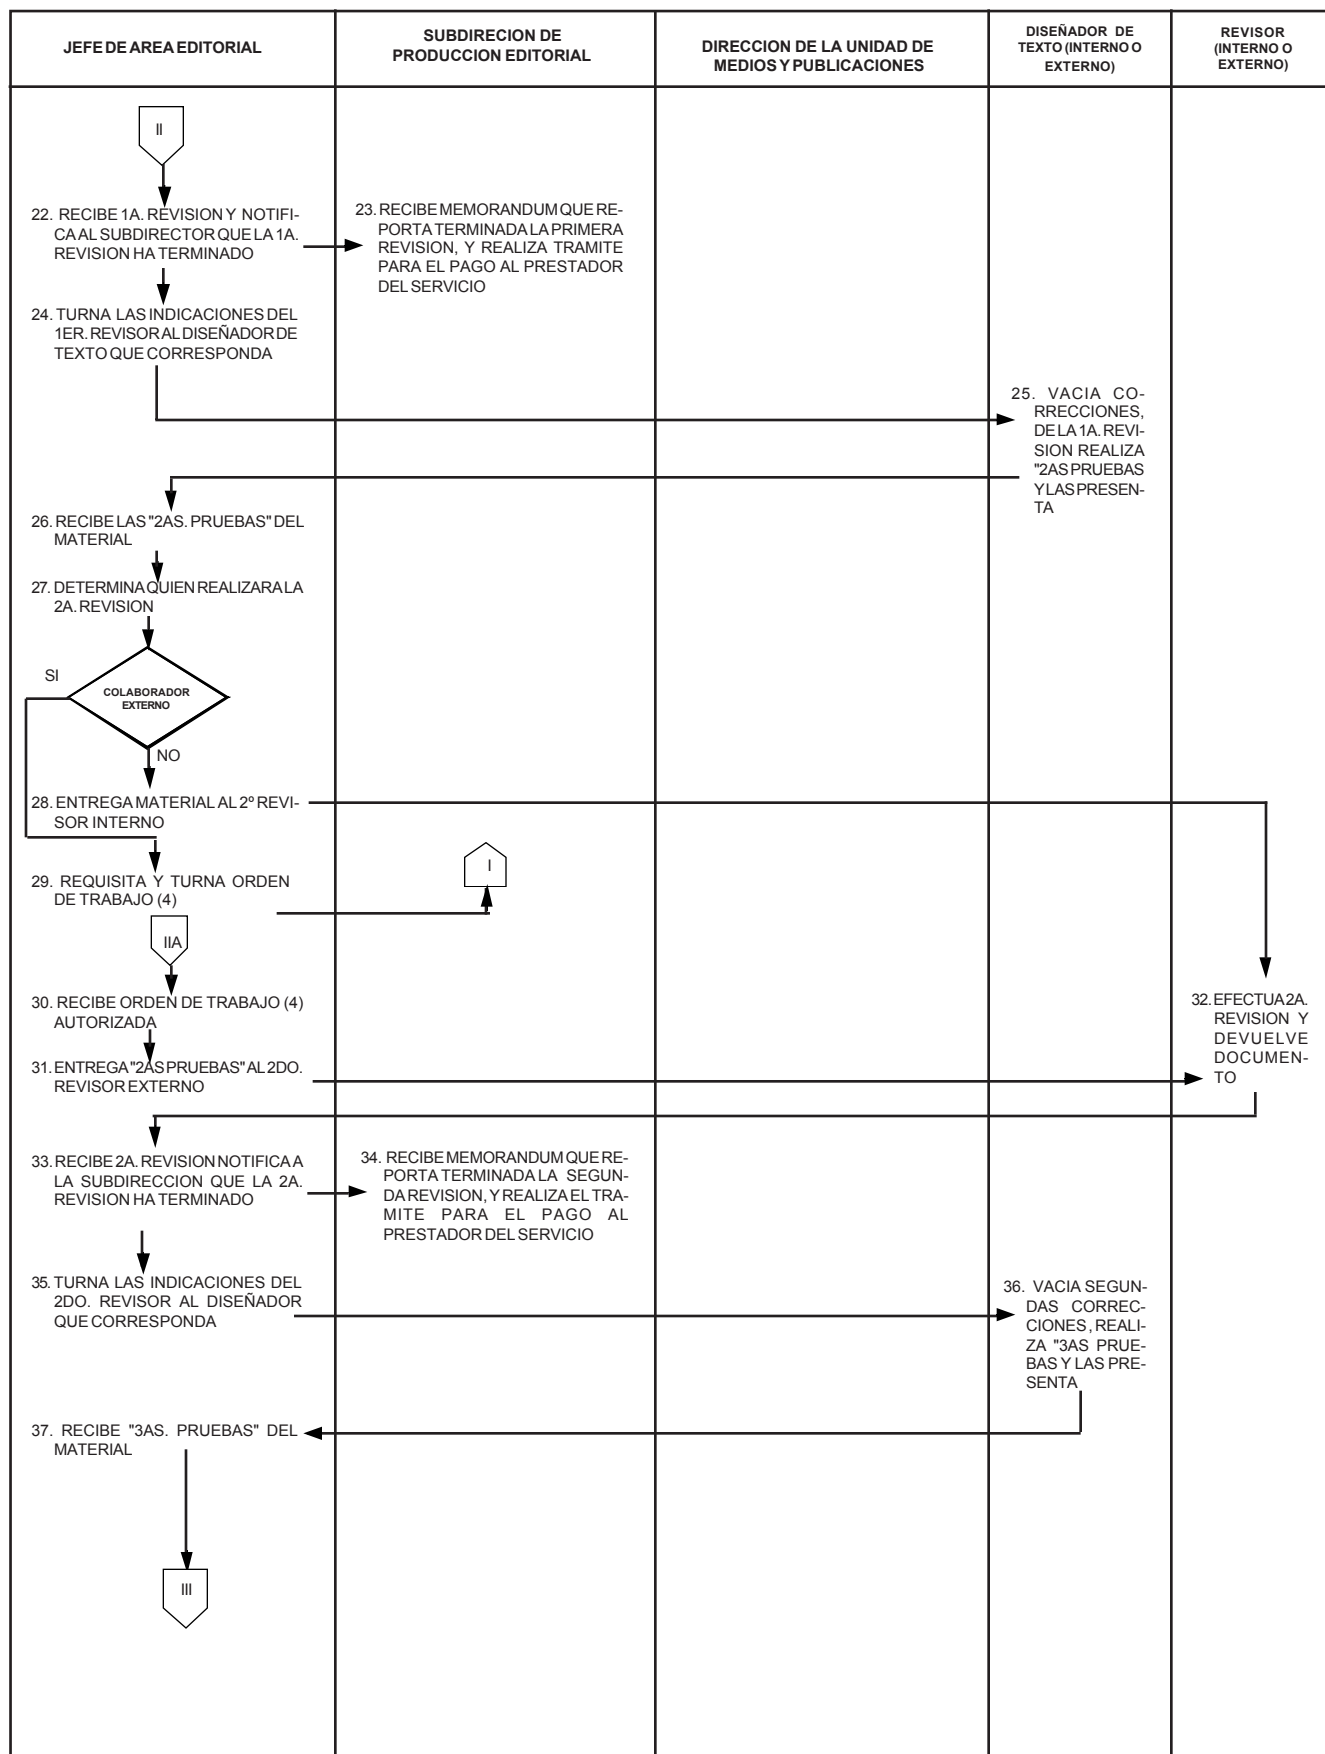 JEFE DE AREA EDITORIAL
SUBDIRECION DE
PRODUCCION EDITORIAL
DIRECCION DE LA UNIDAD DE
MEDIOS Y PUBLICACIONES
DISEÑADOR DE
TEXTO (INTERNO O
EXTERNO)
REVISOR
(INTERNO O
EXTERNO)
II
22. RECIBE 1A. REVISION Y NOTIFI-
CA AL SUBDIRECTOR QUE LA 1A.
REVISION HA TERMINADO
23. RECIBE MEMORANDUM QUE RE-
PORTA TERMINADA LA PRIMERA
REVISION, Y REALIZA TRAMITE
PARA EL PAGO AL PRESTADOR
DEL SERVICIO
24. TURNA LAS INDICACIONES DEL
1ER. REVISOR AL DISEÑADOR DE
TEXTO QUE CORRESPONDA
25. VACIA CO-
RRECCIONES,
DE LA 1A. REVI-
SION REALIZA
"2AS PRUEBAS
Y LAS PRESEN-
TA
26. RECIBE LAS "2AS. PRUEBAS" DEL
MATERIAL
27. DETERMINA QUIEN REALIZARA LA
2A. REVISION
SI
COLABORADOR
EXTERNO
NO
28. ENTREGA MATERIAL AL 2º REVI-
SOR INTERNO
29. REQUISITA Y TURNA ORDEN
DE TRABAJO (4)
I
IIA
30. RECIBE ORDEN DE TRABAJO (4)
AUTORIZADA
31. ENTREGA "2AS PRUEBAS" AL 2DO.
REVISOR EXTERNO
32. EFECTUA 2A.
REVISION Y
DEVUELVE
DOCUMEN-
TO
33. RECIBE 2A. REVISION NOTIFICA A
LA SUBDIRECCION QUE LA 2A.
REVISION HA TERMINADO
34. RECIBE MEMORANDUM QUE RE-
PORTA TERMINADA LA SEGUN-
DA REVISION, Y REALIZA EL TRA-
MITE PARA EL PAGO AL
PRESTADOR DEL SERVICIO
35. TURNA LAS INDICACIONES DEL
2DO. REVISOR AL DISEÑADOR
QUE CORRESPONDA
36. VACIA SEGUN-
DAS CORREC-
CIONES, REALI-
ZA "3AS PRUE-
BAS Y LAS PRE-
SENTA
37. RECIBE "3AS. PRUEBAS" DEL
MATERIAL
III